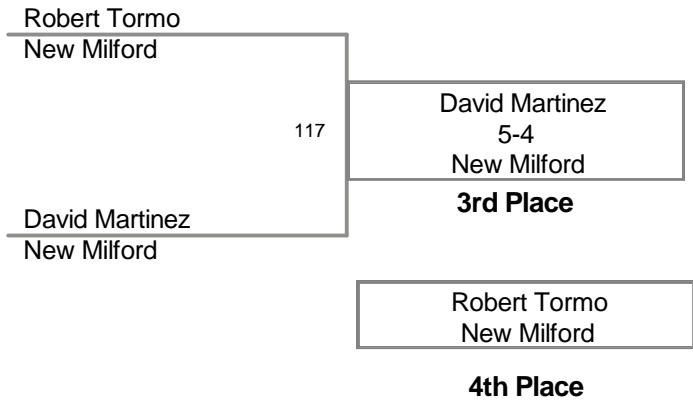 Robert Tormo
New Milford
117
David Martinez
5-4
New Milford
3rd Place
David Martinez
New Milford
Robert Tormo
New Milford
4th Place